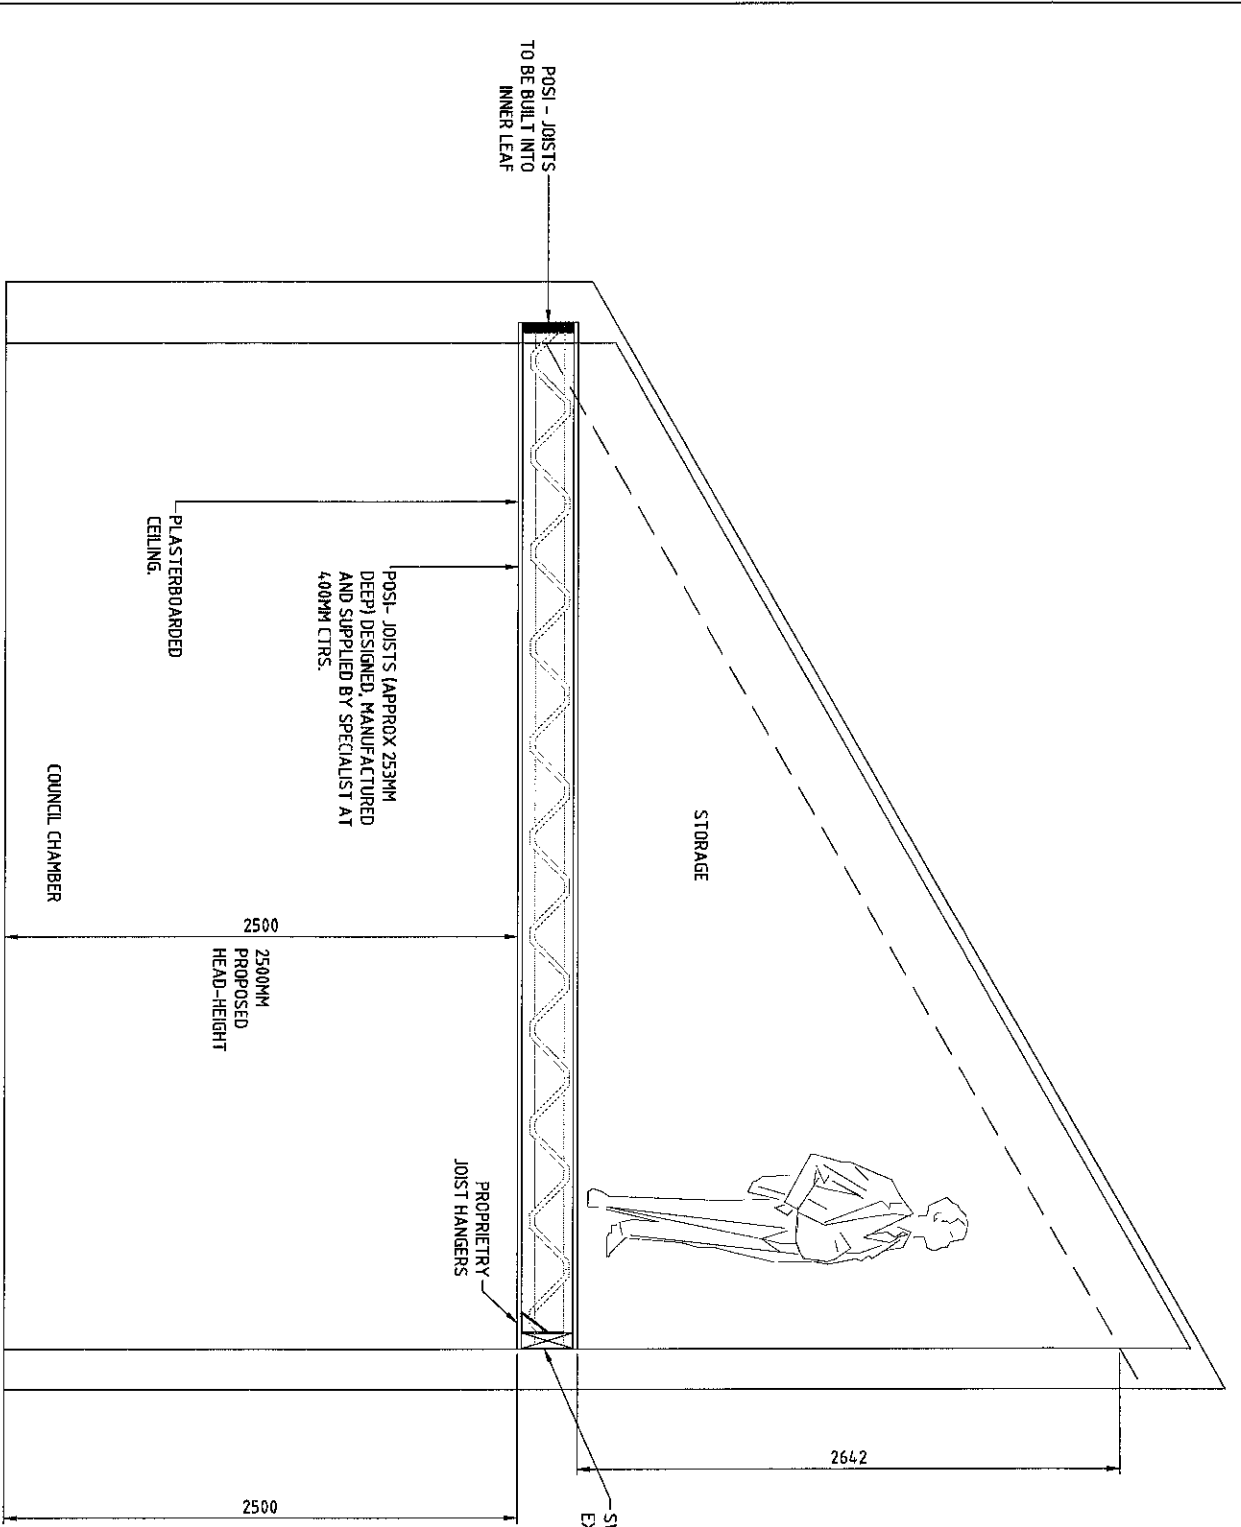 POSI - JOISTS
TO BE BUILT INTO
INNER LEAF
STORAGE
PLASTERBOARDED
CEILING.
POSI- JOISTS (APPROX 253MM
DEEP) DESIGNED, MANUFACTURED
AND SUPPLIED BY SPECIALIST AT
400MM CTRS.
COUNCIL CHAMBER
2500
2500MM
PROPOSED
HEAD-HEIGHT
PROPRIETRY
JOIST HANGERS
2642
2500